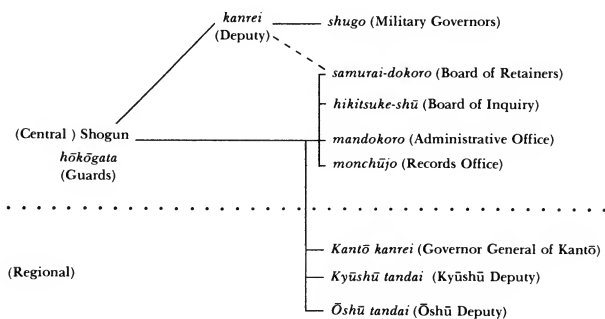 kanrei
(Deputy)
shugo (Military Governors)
samurai-dokoro (Board of Retainers)
hikitsuke-shū (Board of Inquiry)
(Central ) Shogun
mandokoro (Administrative Office)
hōkōgata
(Guards)
monchūjo (Records Office)
Kantō kanrei (Governor General of Kantō)
(Regional)
Kyūshū tandai (Kyūshū Deputy)
Ōshū tandai (Ōshū Deputy)